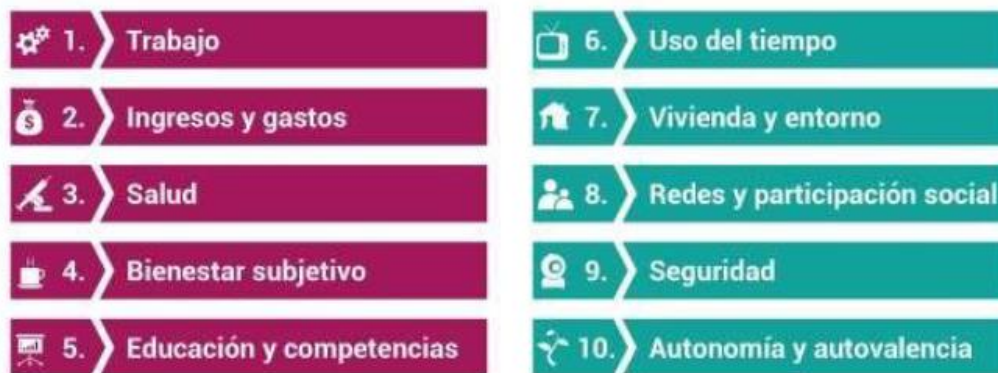 1. Trabajo
2. Ingresos y gastos
3. Salud
4. Bienestar subjetivo
5. Educación y competencias
6. Uso del tiempo
7. Vivienda y entorno
8. Redes y participación social
9. Seguridad
10. Autonomía y autovalencia